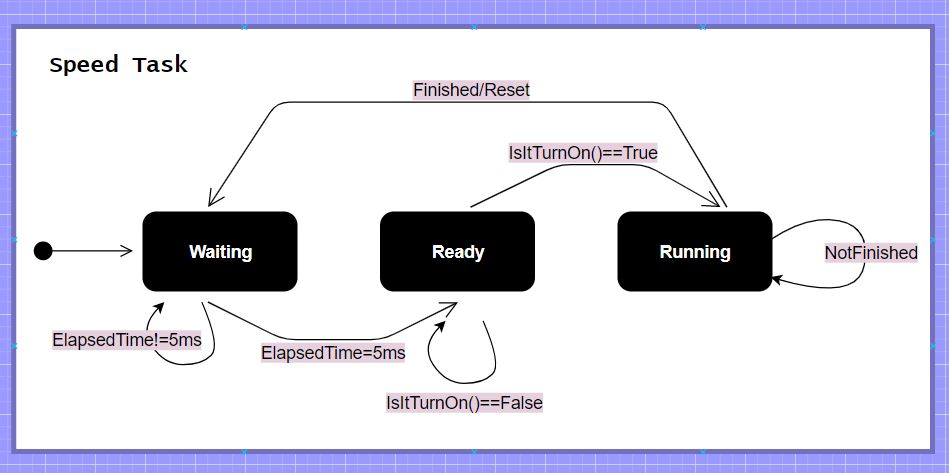 Speed Task
Finished/Reset
IsItTurnOn()==True
Waiting
Ready
Running
NotFinished
ElapsedTime!=5ms
ElapsedTime=5ms
IsItTurnOn()==False